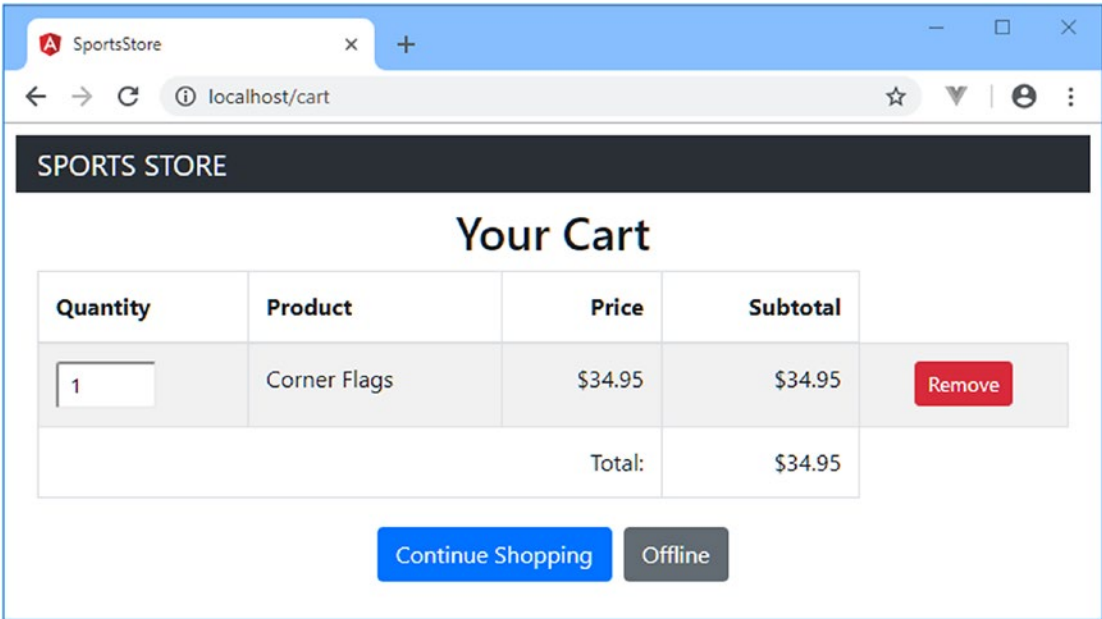 SportsStore
localhost/cart
SPORTS STORE
Your Cart
Quantity Product Price Subtotal
1 Corner Flags $34.95 $34.95 Remove
Total: $34.95
Continue Shopping Offline